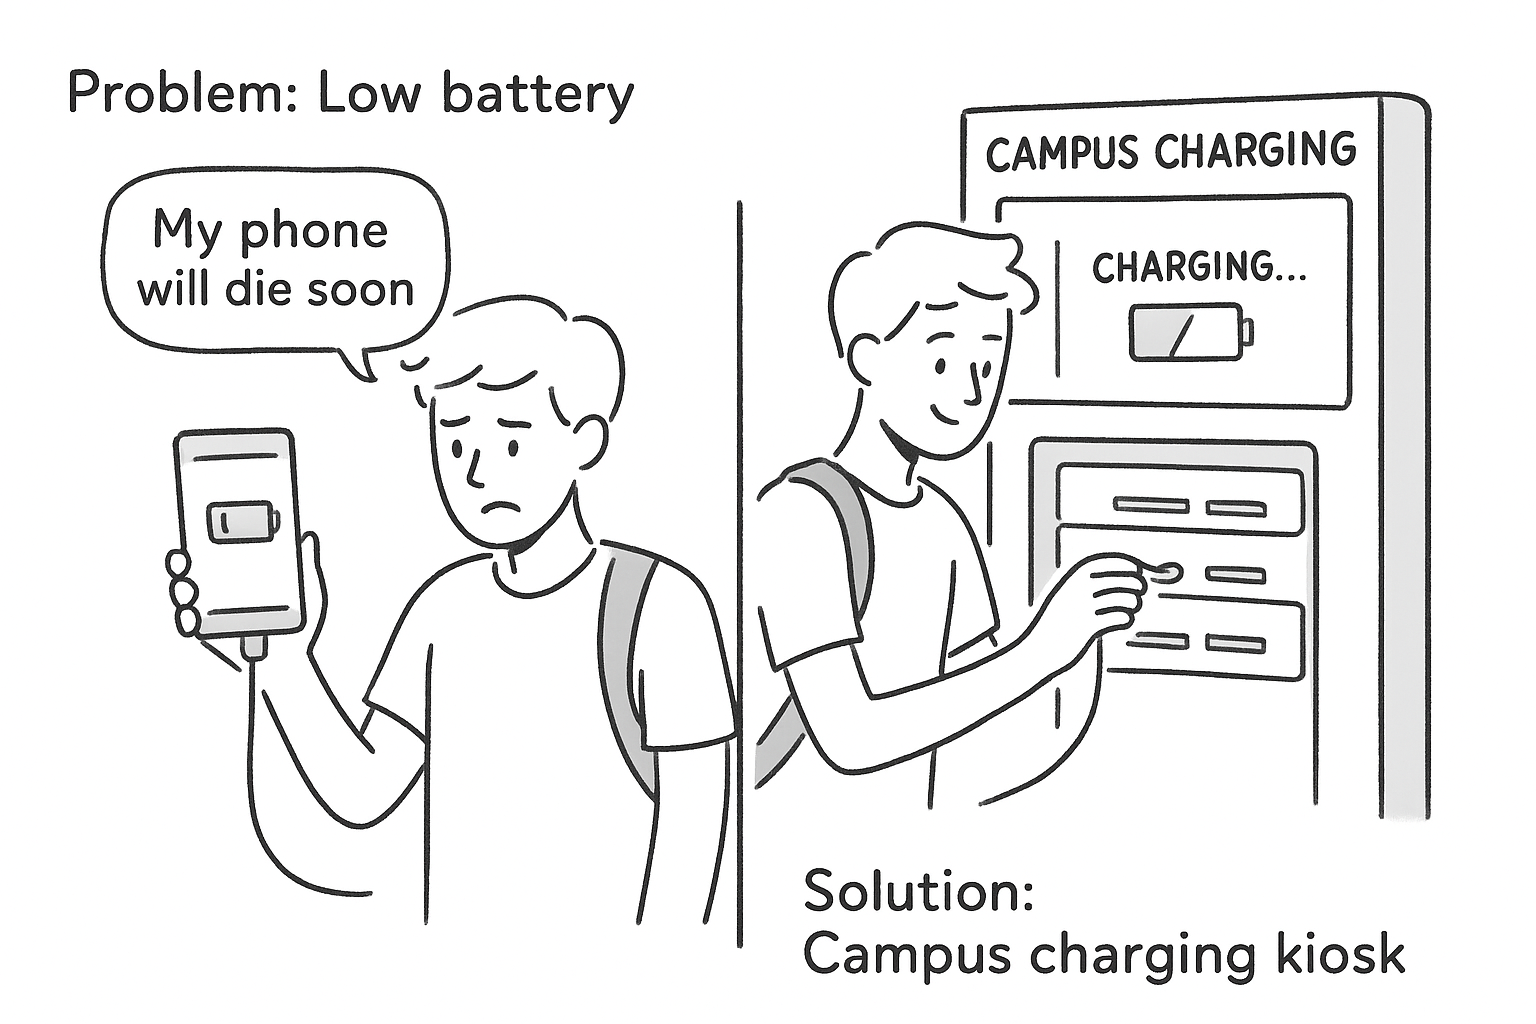 Problem: Low battery
My phone
will die soon
CAMPUS CHARGING
CHARGING...
Solution:
Campus charging kiosk